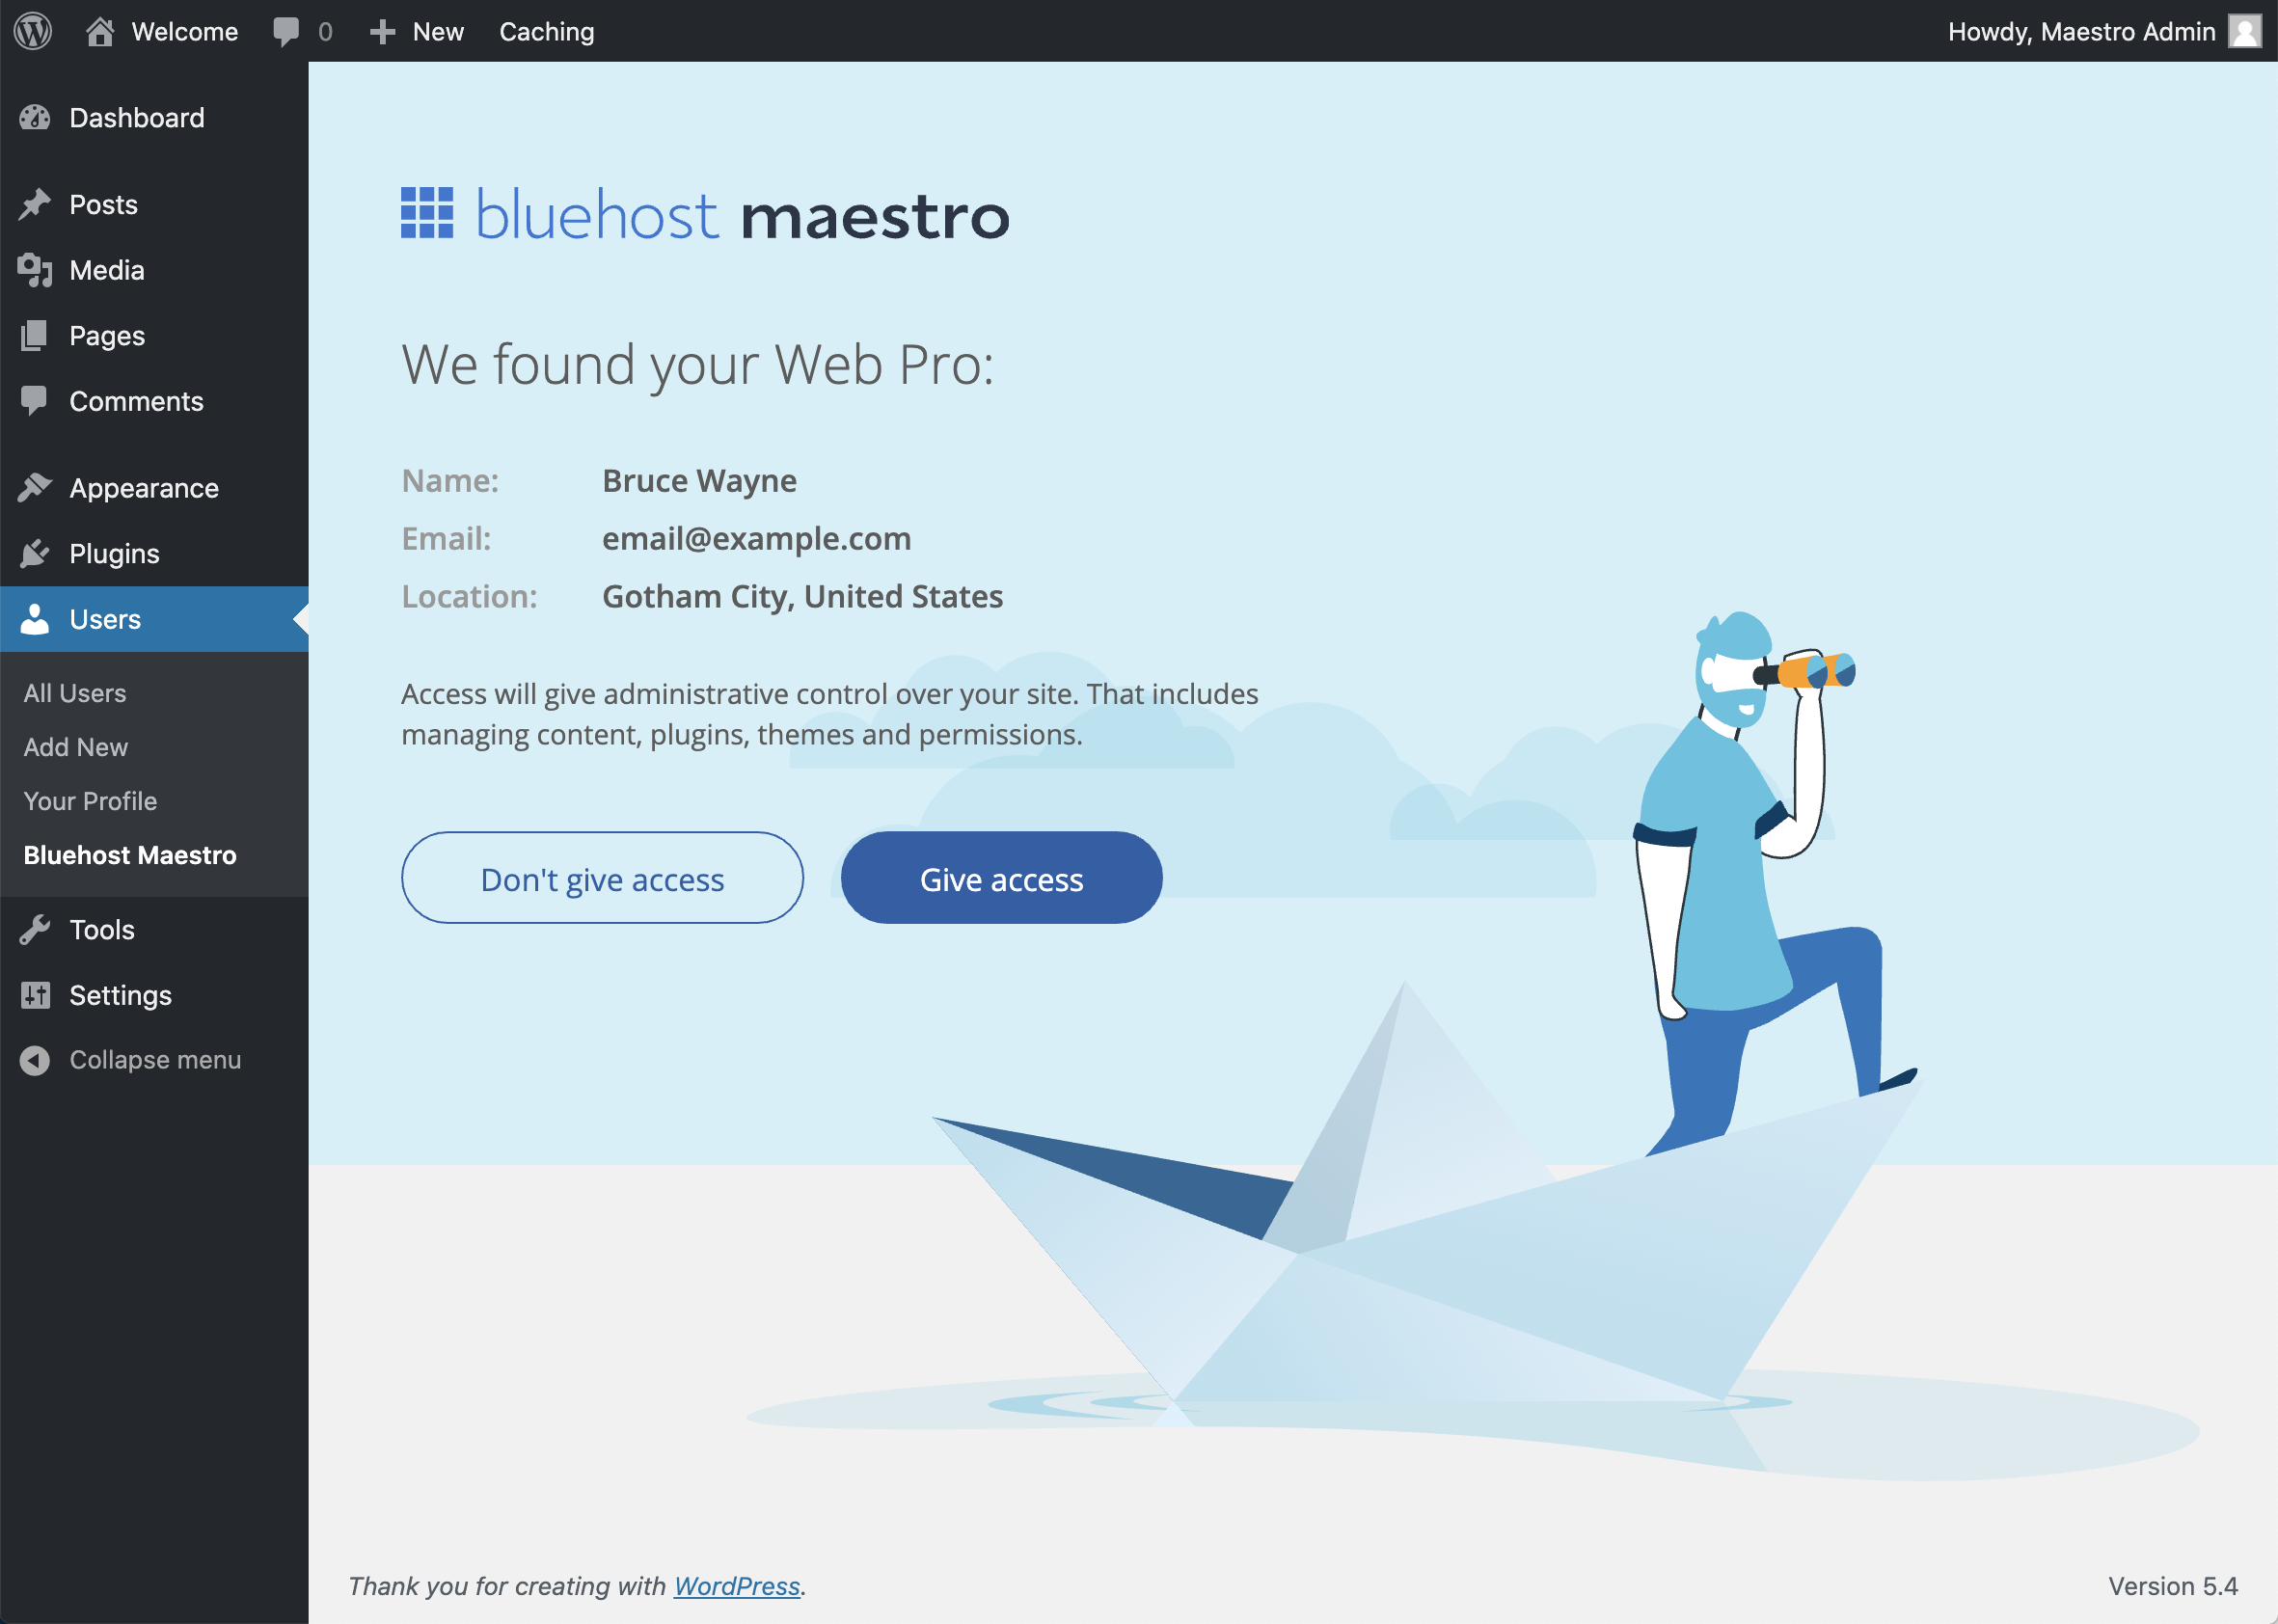 Welcome 0 New Caching Howdy, Maestro Admin
Dashboard
Posts
Media
Pages
Comments
Appearance
Plugins
Users
All Users
Add New
Your Profile
Bluehost Maestro
Tools
Settings
Collapse menu
bluehost maestro
We found your Web Pro:
Name: Bruce Wayne
Email: email@example.com
Location: Gotham City, United States
Access will give administrative control over your site. That includes
managing content, plugins, themes and permissions.
Don't give access Give access
Thank you for creating with WordPress. Version 5.4